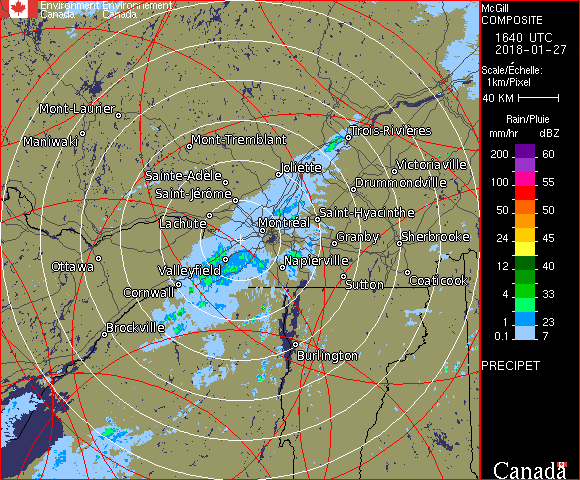 Environment Environnement
Canada Canada
McGill
COMPOSITE
1640 UTC
2018-01-27
Scale/Échelle:
1km/Pixel
40 KM
Rain/Pluie
mm/hr dBZ
200 60
100 55
50 50
24 45
12 40
4 33
1 23
0.1 7
PRECIPET
Canada
Mont-Laurier
Maniwaki
Mont-Tremblant
Trois-Rivières
Joliette
Victoriaville
Sainte-Adèle
Drummondville
Saint-Jérôme
Saint-Hyacinthe
Lachute
Montréal
Granby
Sherbrooke
Ottawa
Valleyfield
Napierville
Cornwall
Sutton
Coaticook
Brockville
Burlington